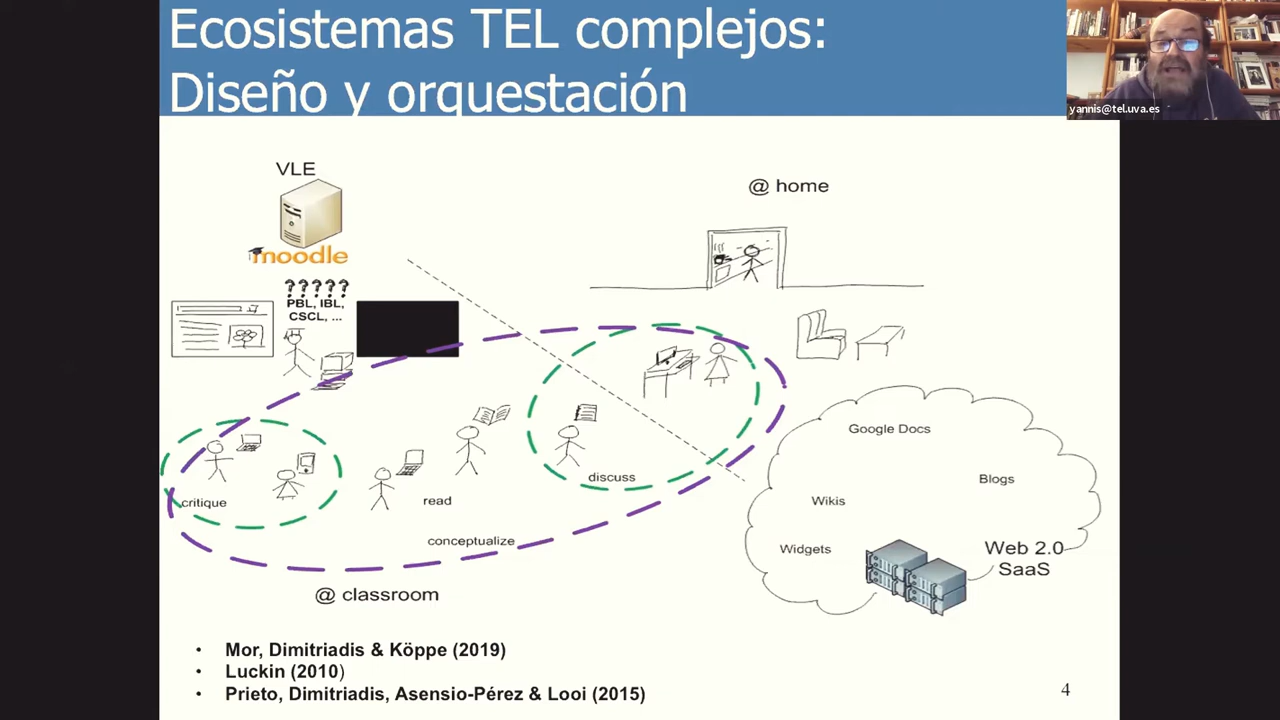 Ecosistemas TEL complejos:
Diseño y orquestación
yannis@tel.uva.es
VLE
moodle
@ home
?????
PBL, IBL,
CSCL, ...
Google Docs
Blogs
Wikis
Widgets
Web 2.0
SaaS
critique
read
discuss
conceptualize
@ classroom
• Mor, Dimitriadis & Köppe (2019)
• Luckin (2010)
• Prieto, Dimitriadis, Asensio-Pérez & Looi (2015)
4